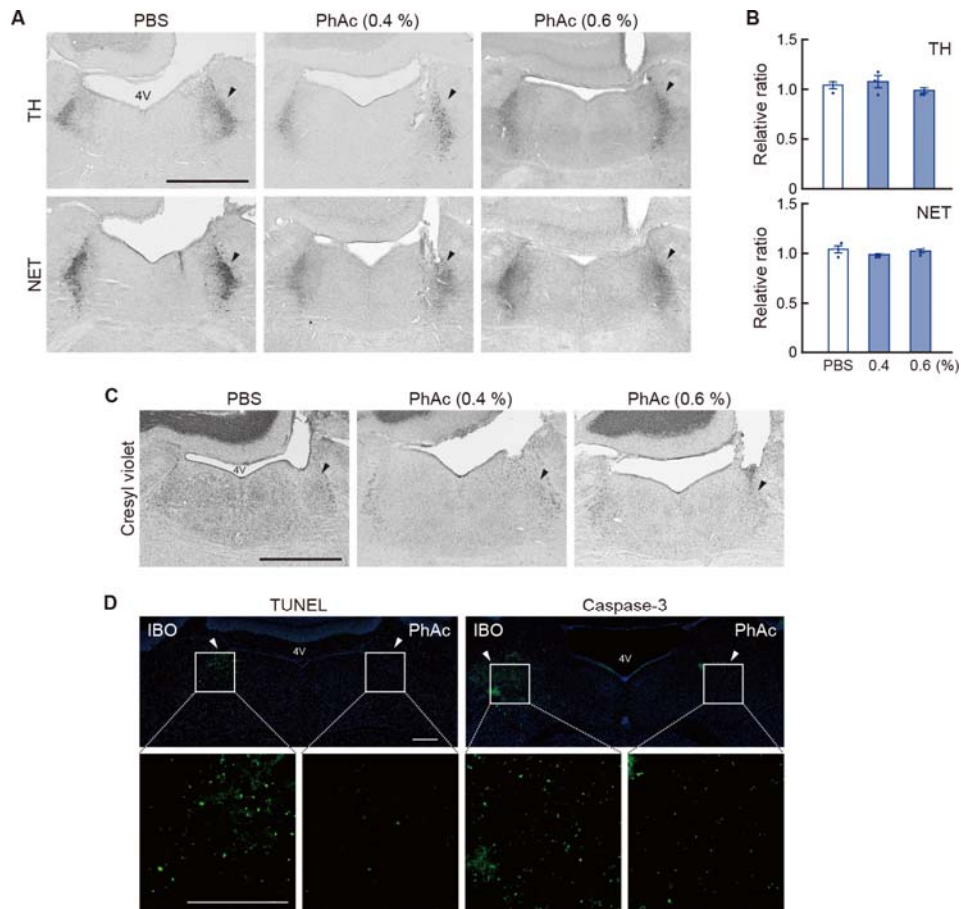 A
PBS
PhAc (0.4 %)
PhAc (0.6 %)
TH
4V
NET
B
TH
Relative ratio
1.5
1.0
0.5
0
NET
Relative ratio
1.5
1.0
0.5
0
PBS 0.4 0.6 (%)
C
PBS
PhAc (0.4 %)
PhAc (0.6 %)
Cresyl violet
4V
D
TUNEL
Caspase-3
IBO
PhAc
4V
IBO
PhAc
4V